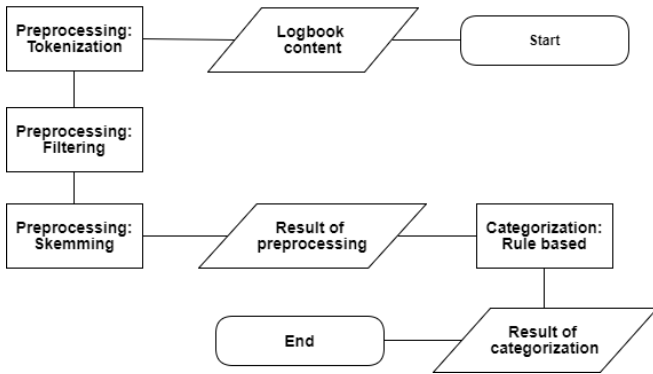 Preprocessing:
Tokenization
Logbook
content
Start
Preprocessing:
Filtering
Preprocessing:
Skemming
Result of
preprocessing
Categorization:
Rule based
End
Result of
categorization